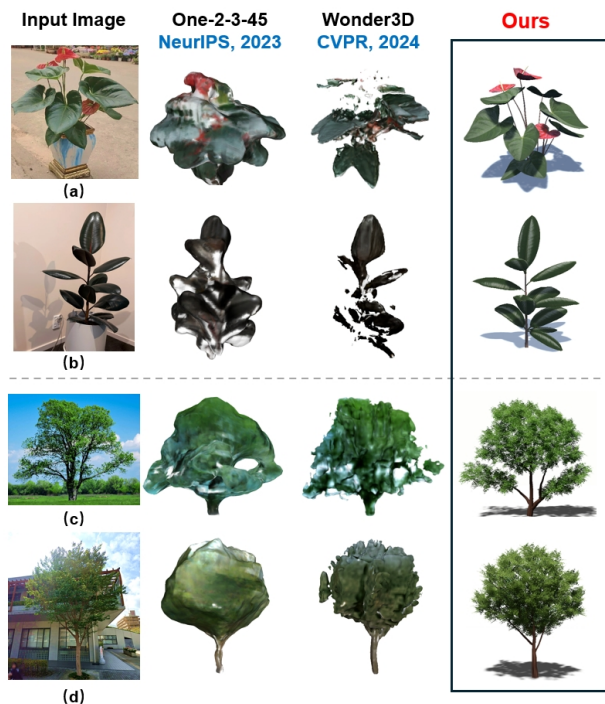 Input Image
One-2-3-45
NeurIPS, 2023
Wonder3D
CVPR, 2024
Ours
(a)
(b)
(c)
(d)